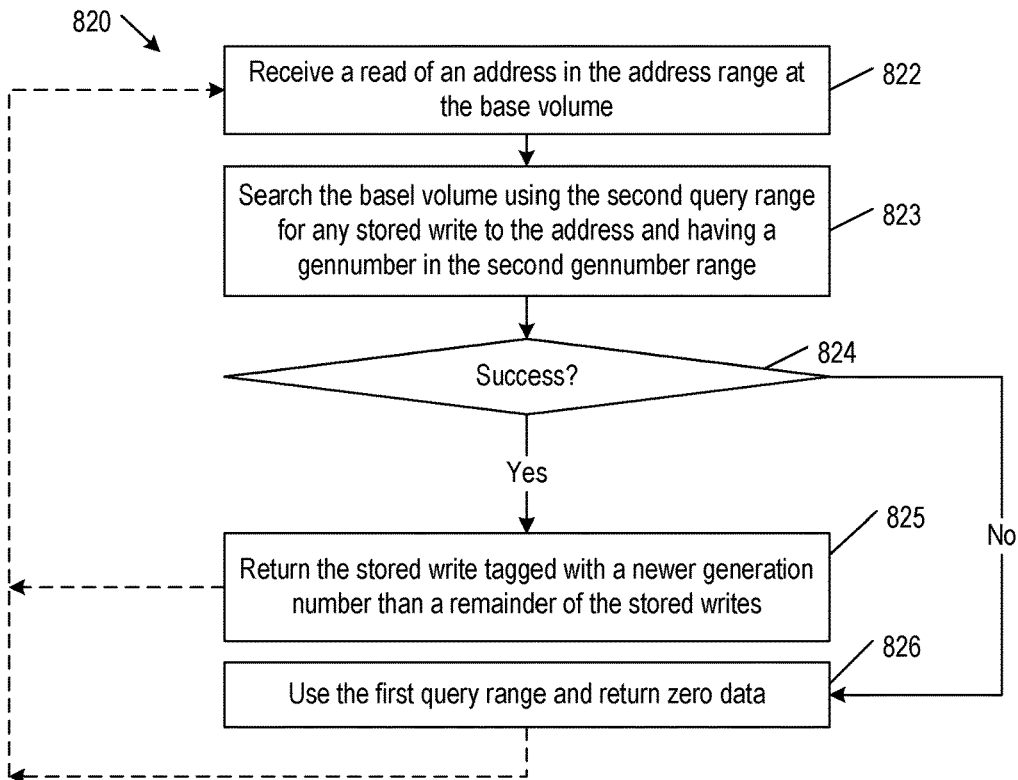 820
Receive a read of an address in the address range at
the base volume
822
Search the basel volume using the second query range
for any stored write to the address and having a
gennumber in the second gennumber range
823
Success?
824
Yes
No
Return the stored write tagged with a newer generation
number than a remainder of the stored writes
825
Use the first query range and return zero data
826